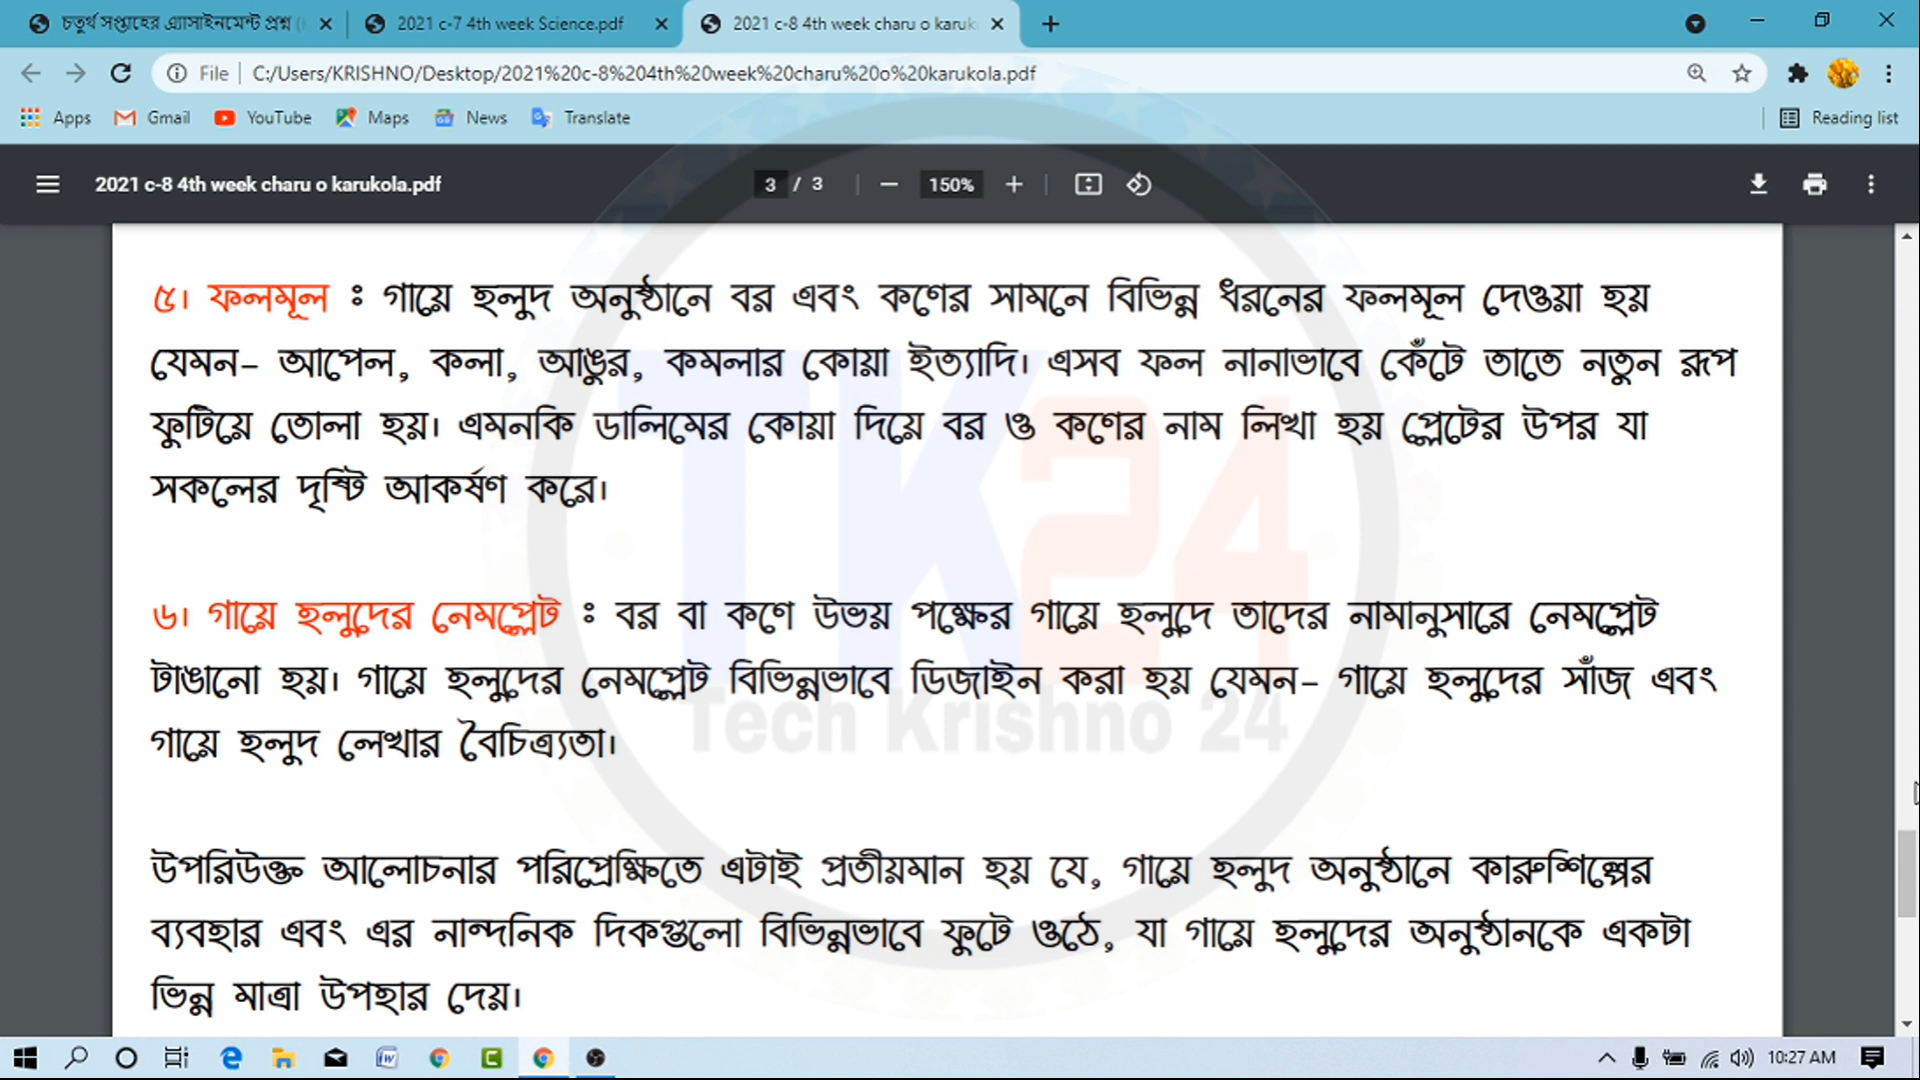 চতুর্থ সপ্তাহের এ্যাসাইনমেন্ট প্রশ্ন
2021 c-7 4th week Science.pdf
2021 c-8 4th week charu o karuk
File
C:/Users/KRISHNO/Desktop/2021%20c-8%204th%20week%20charu%20o%20karukola.pdf
Apps
Gmail
YouTube
Maps
News
Translate
Reading list
2021 c-8 4th week charu o karukola.pdf
3 / 3
150%
৫। ফলমূল ঃ গায়ে হলুদ অনুষ্ঠানে বর এবং কণের সামনে বিভিন্ন ধরনের ফলমূল দেওয়া হয়
যেমন– আপেল, কলা, আঙুর, কমলার কোয়া ইত্যাদি। এসব ফল নানাভাবে কেঁটে তাতে নতুন রূপ
ফুটিয়ে তোলা হয়। এমনকি ডালিমের কোয়া দিয়ে বর ও কণের নাম লিখা হয় প্লেটের উপর যা
সকলের দৃষ্টি আকর্ষণ করে।
৬। গায়ে হলুদের নেমপ্লেট ঃ বর বা কণে উভয় পক্ষের গায়ে হলুদে তাদের নামানুসারে নেমপ্লেট
টাঙানো হয়। গায়ে হলুদের নেমপ্লেট বিভিন্নভাবে ডিজাইন করা হয় যেমন– গায়ে হলুদের সাঁজ এবং
গায়ে হলুদ লেখার বৈচিত্র্যতা।
উপরিউক্ত আলোচনার পরিপ্রেক্ষিতে এটাই প্রতীয়মান হয় যে, গায়ে হলুদ অনুষ্ঠানে কারুশিল্পের
ব্যবহার এবং এর নান্দনিক দিকগুলো বিভিন্নভাবে ফুটে ওঠে, যা গায়ে হলুদের অনুষ্ঠানকে একটা
ভিন্ন মাত্রা উপহার দেয়।
TK24
Tech Krishno 24
10:27 AM